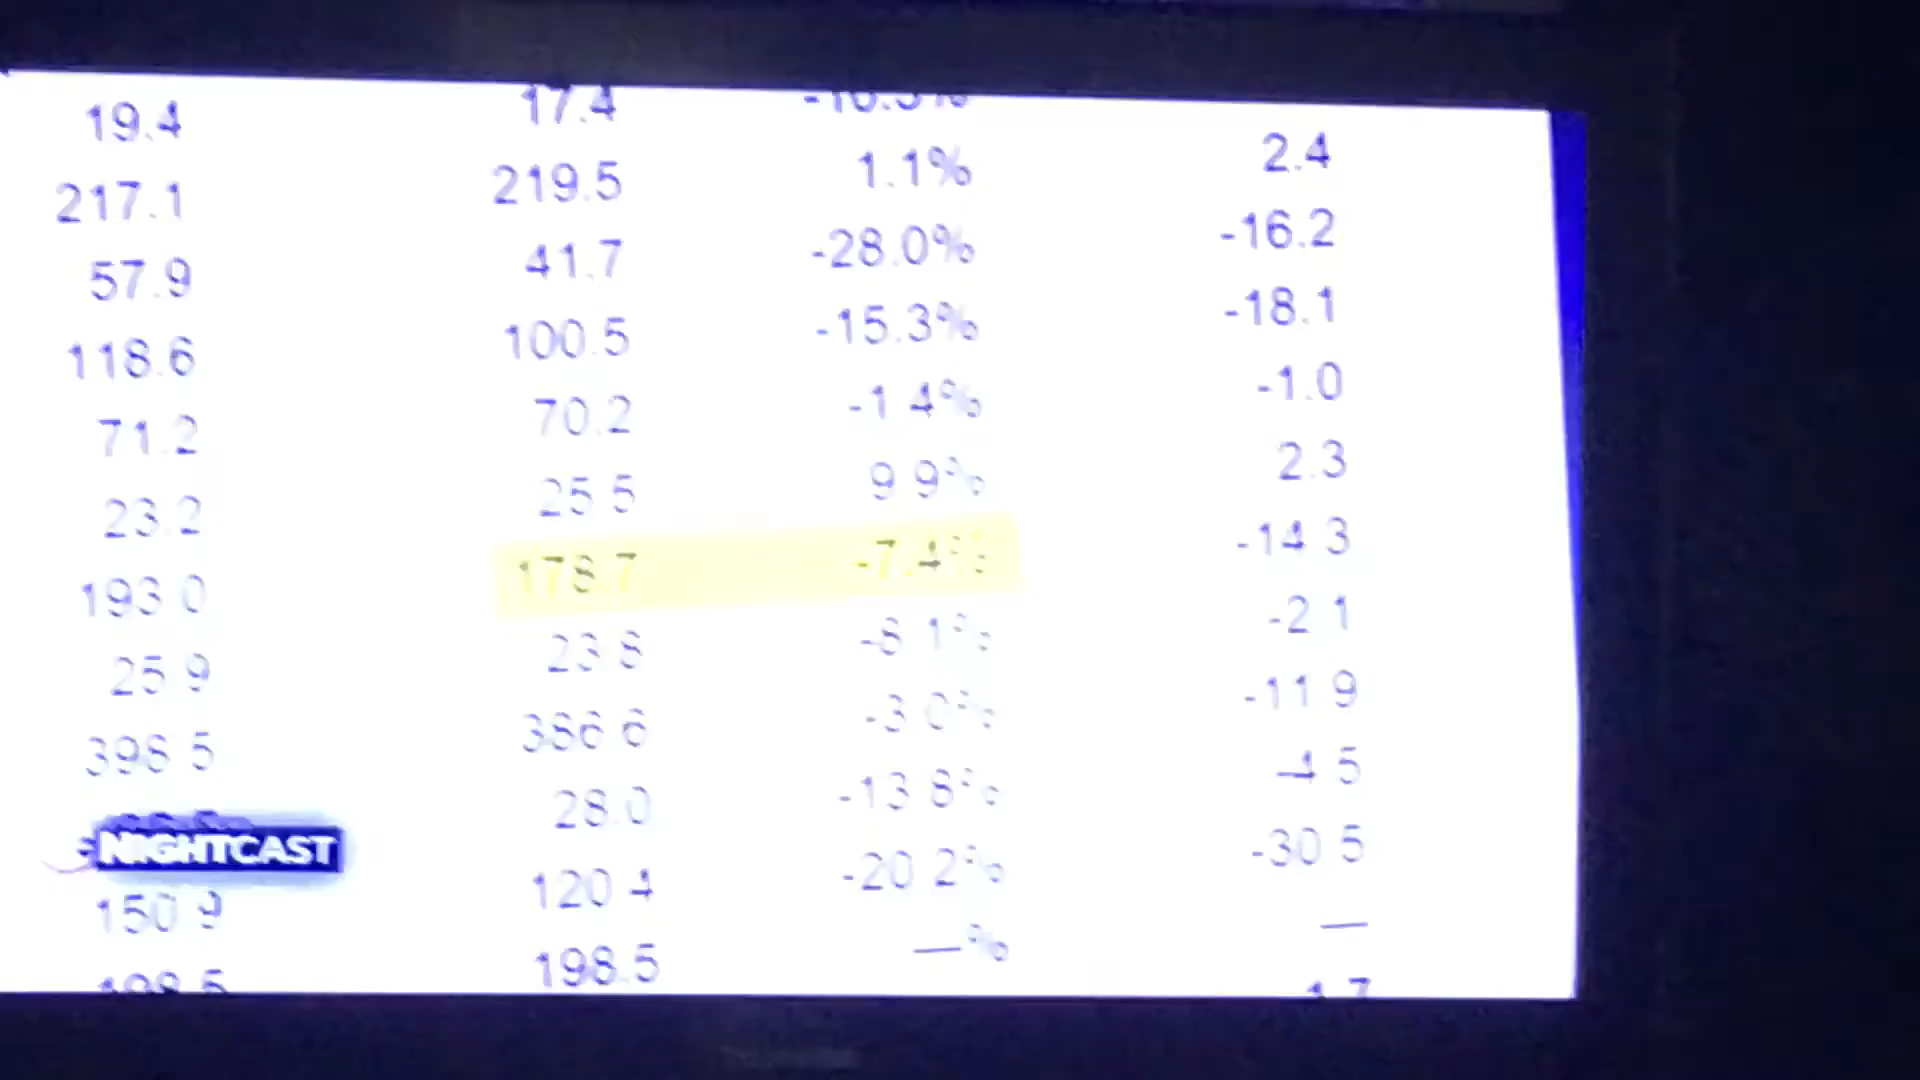 19.4 17.4
217.1 219.5 1.1% 2.4
57.9 41.7 -28.0% -16.2
118.6 100.5 -15.3% -18.1
71.2 70.2 -1.4% -1.0
23.2 25.5 9.9% 2.3
193.0 178.7 -7.4% -14.3
25.9 23.8 -8.1% -2.1
398.5 386.6 -3.0% -11.9
28.0 -13.8% -4.5
NIGHTCAST
150.9 120.4 -20.2% -30.5
198.5 198.5 —% —